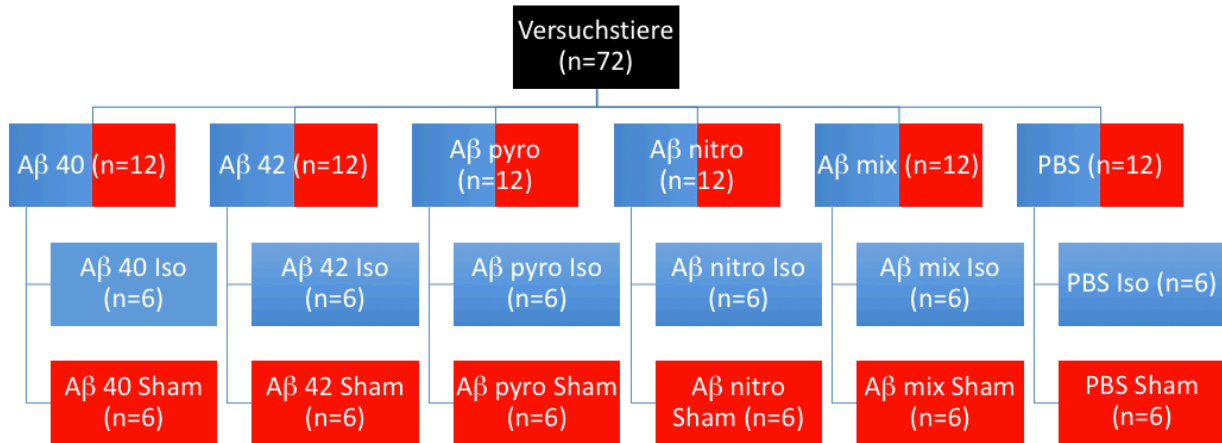 Versuchstiere
(n=72)
Aβ 40 (n=12)
Aβ 42 (n=12)
Aβ pyro
(n=12)
Aβ nitro
(n=12)
Aβ mix (n=12)
PBS (n=12)
Aβ 40 Iso
(n=6)
Aβ 42 Iso
(n=6)
Aβ pyro Iso
(n=6)
Aβ nitro Iso
(n=6)
Aβ mix Iso
(n=6)
PBS Iso (n=6)
Aβ 40 Sham
(n=6)
Aβ 42 Sham
(n=6)
Aβ pyro Sham
(n=6)
Aβ nitro
Sham (n=6)
Aβ mix Sham
(n=6)
PBS Sham
(n=6)